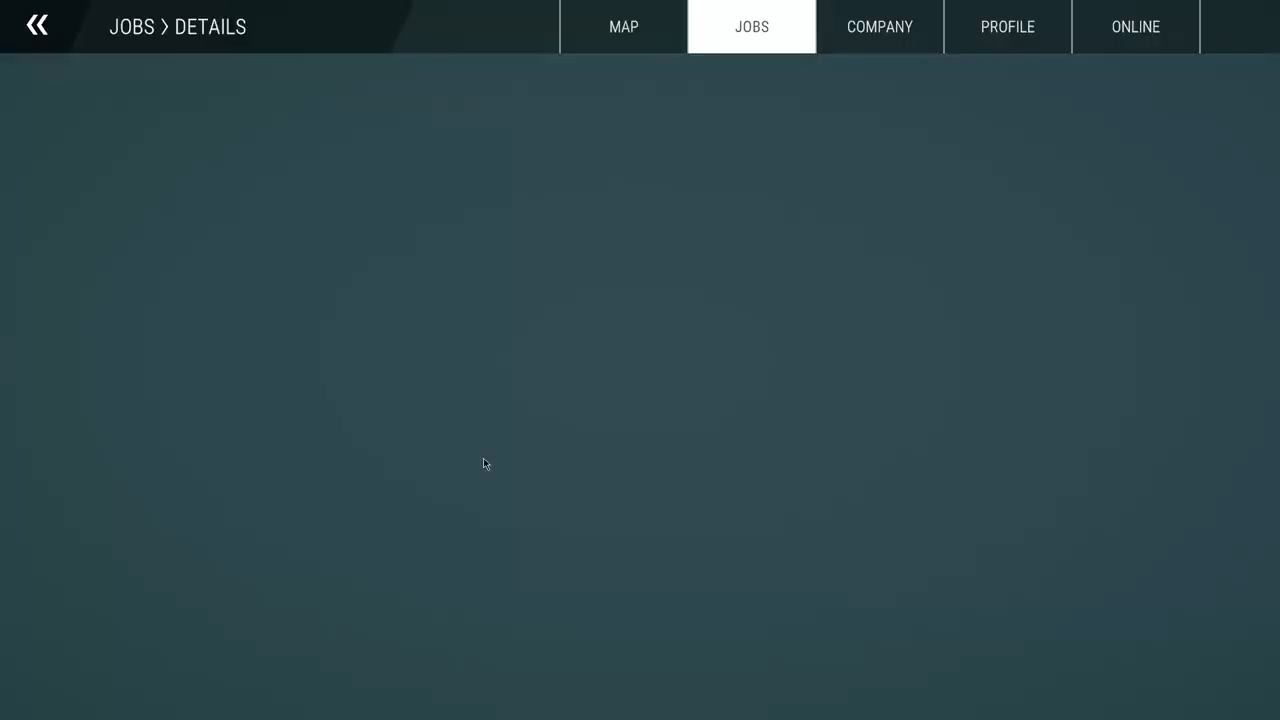 JOBS > DETAILS
MAP
JOBS
COMPANY
PROFILE
ONLINE